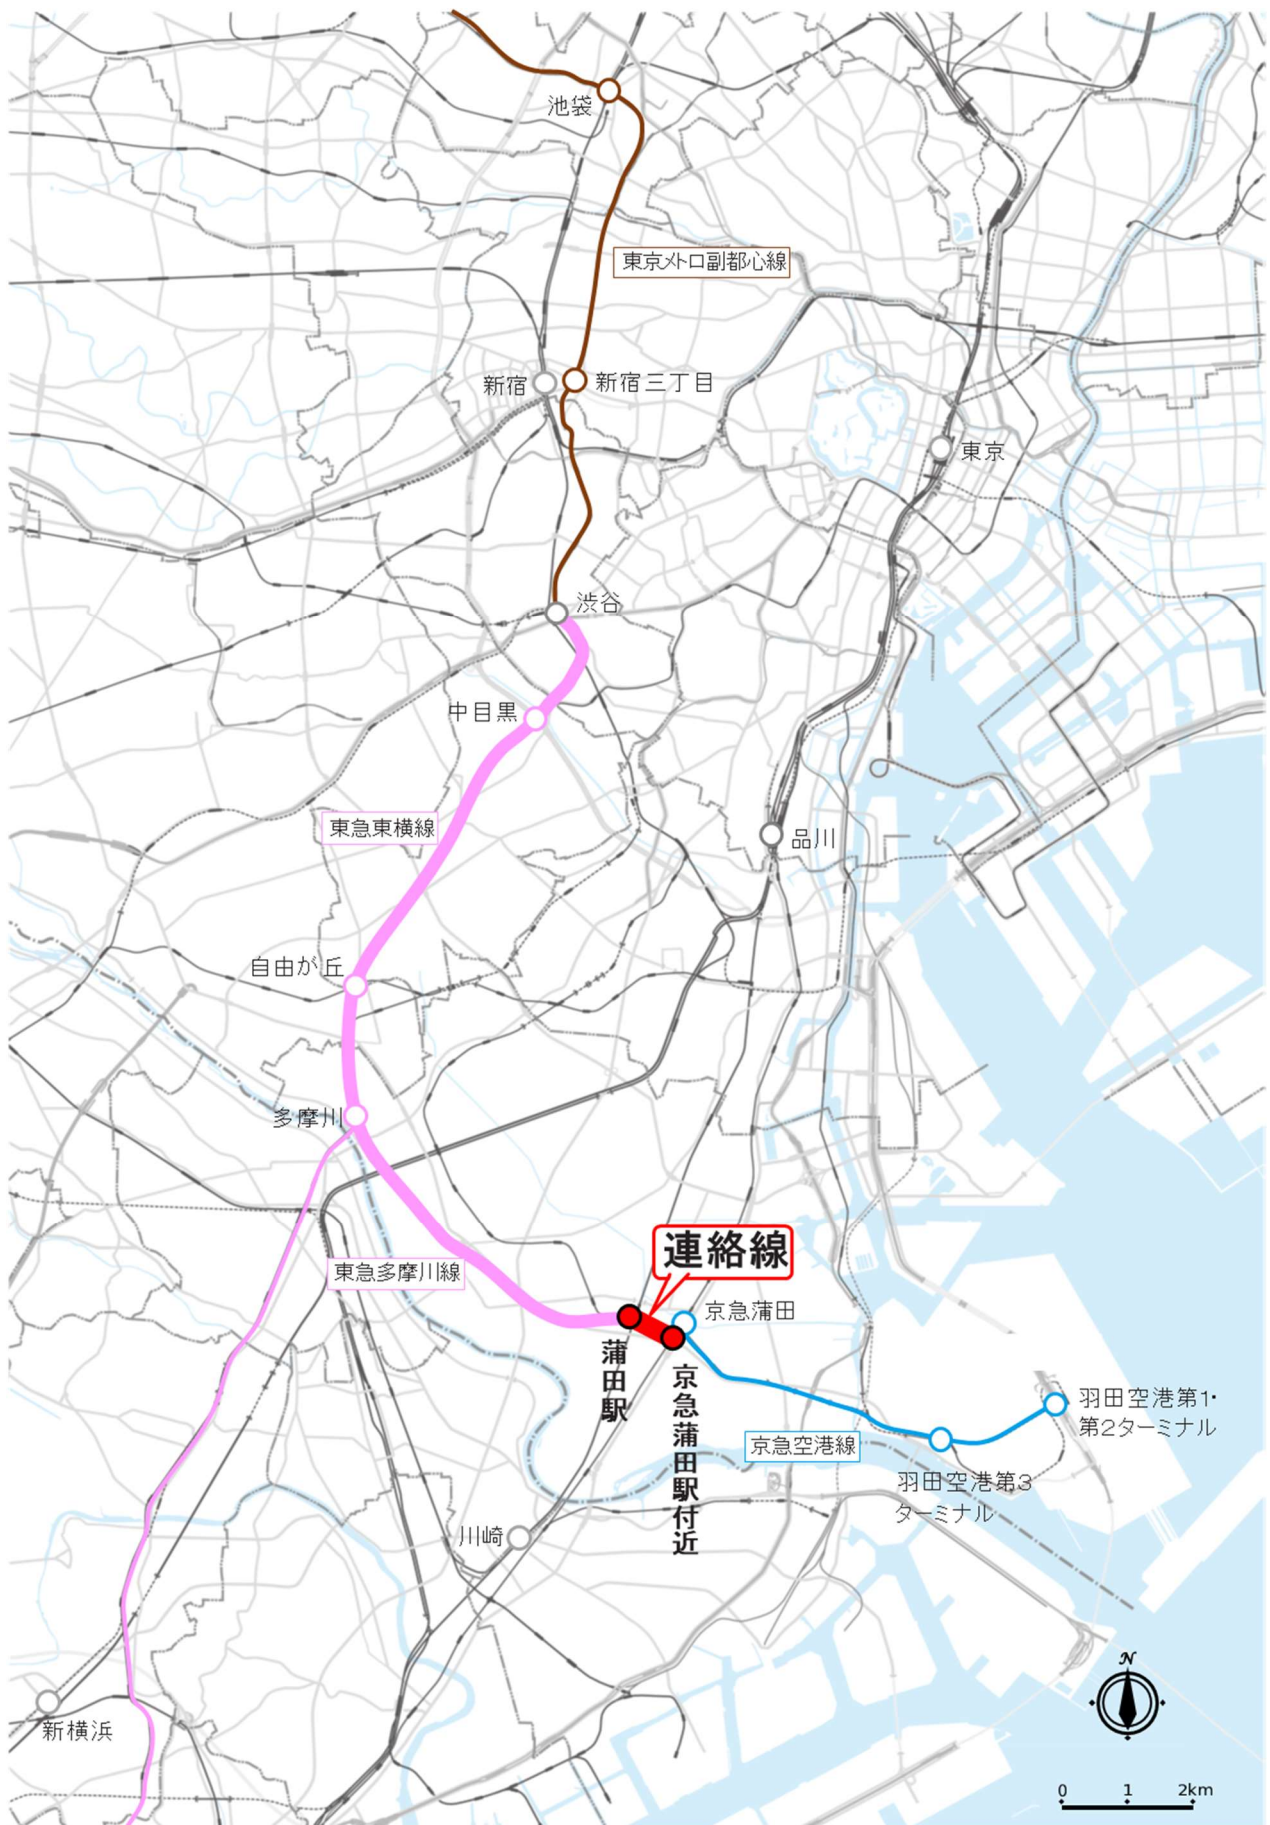 池袋
東京メトロ副都心線
新宿
新宿三丁目
東京
渋谷
中目黒
東急東横線
品川
自由が丘
多摩川
連絡線
東急多摩川線
京急蒲田
蒲田駅
京急蒲田駅付近
羽田空港第1・
第2ターミナル
京急空港線
羽田空港第3
ターミナル
川崎
新横浜
N
0 1 2km